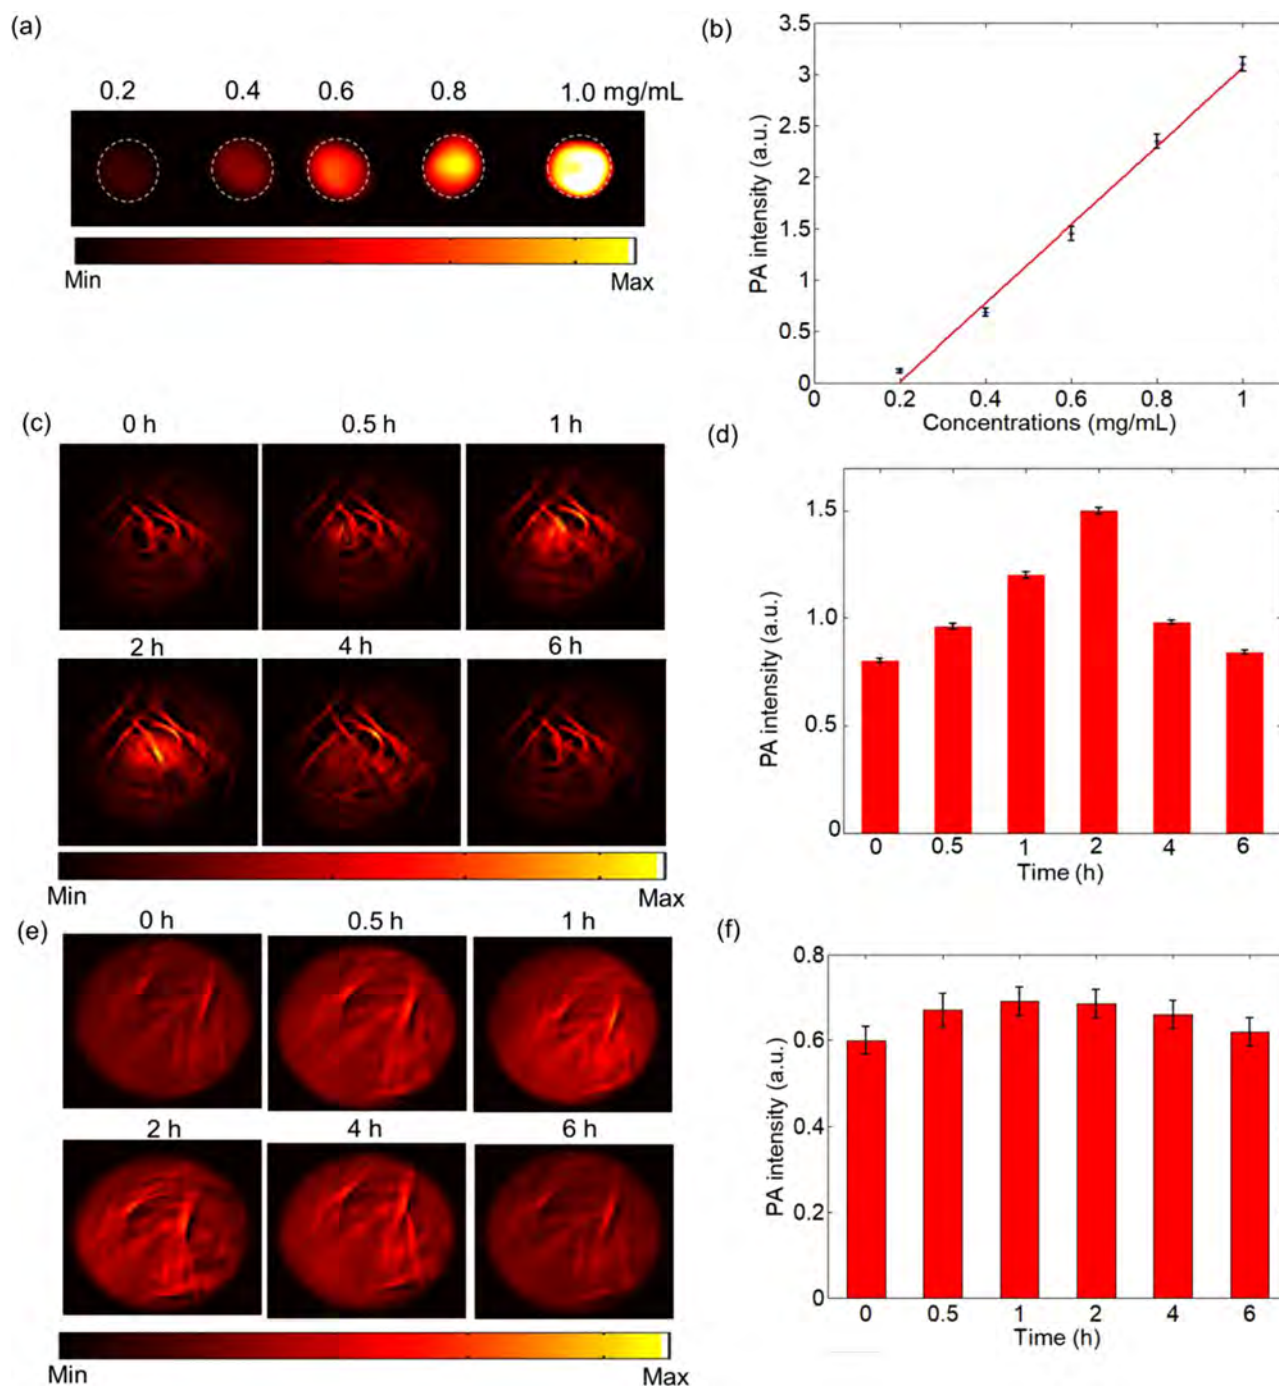 (a)
0.2 0.4 0.6 0.8 1.0 mg/mL
Min Max
(b)
PA intensity (a.u.)
3.5
3
2.5
2
1.5
1
0.5
0
0 0.2 0.4 0.6 0.8 1
Concentrations (mg/mL)
(c)
0 h 0.5 h 1 h
2 h 4 h 6 h
Min Max
(d)
PA intensity (a.u.)
1.5
1.0
0.5
0
0 0.5 1 2 4 6
Time (h)
(e)
0 h 0.5 h 1 h
2 h 4 h 6 h
Min Max
(f)
PA intensity (a.u.)
0.8
0.6
0.4
0.2
0
0 0.5 1 2 4 6
Time (h)